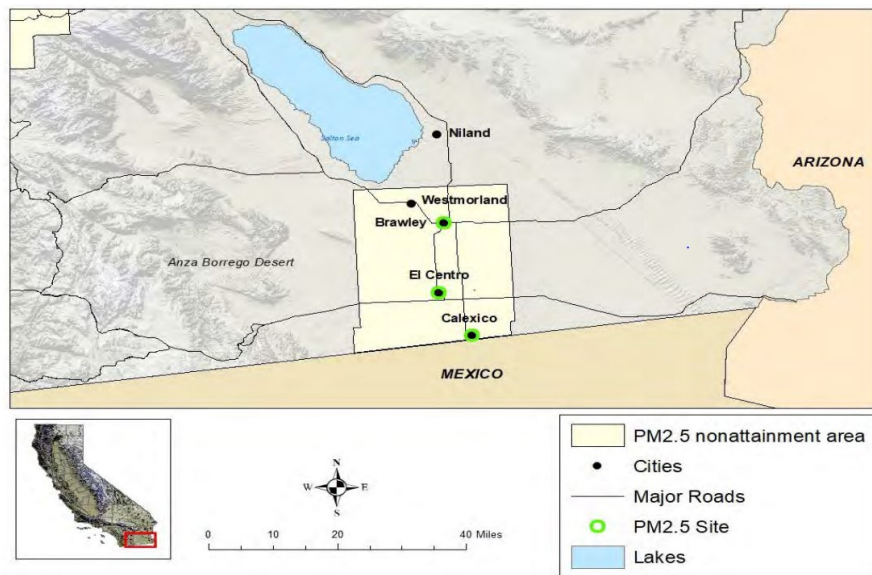 Salton Sea
Niland
ARIZONA
Westmorland
Brawley
Anza Borrego Desert
El Centro
Calexico
MEXICO
PM2.5 nonattainment area
Cities
Major Roads
PM2.5 Site
Lakes
N
W E
S
0 10 20 40 Miles